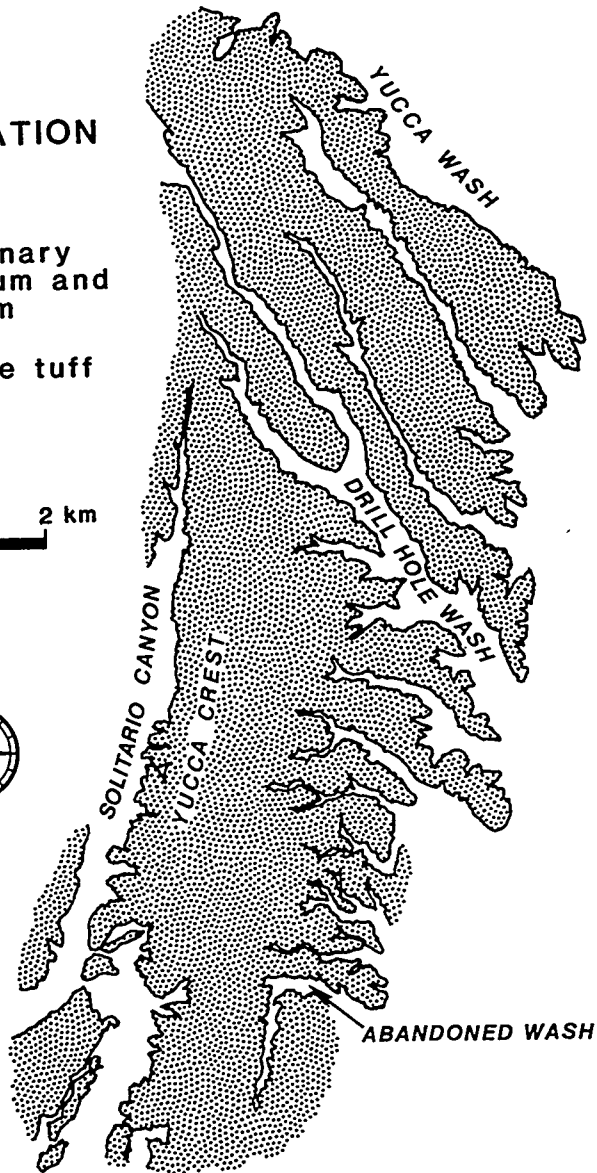 ATION
nary
um and
m
e tuff
2 km
YUCCA WASH
DRILL HOLE WASH
SOLITARIO CANYON
YUCCA CREST
ABANDONED WASH